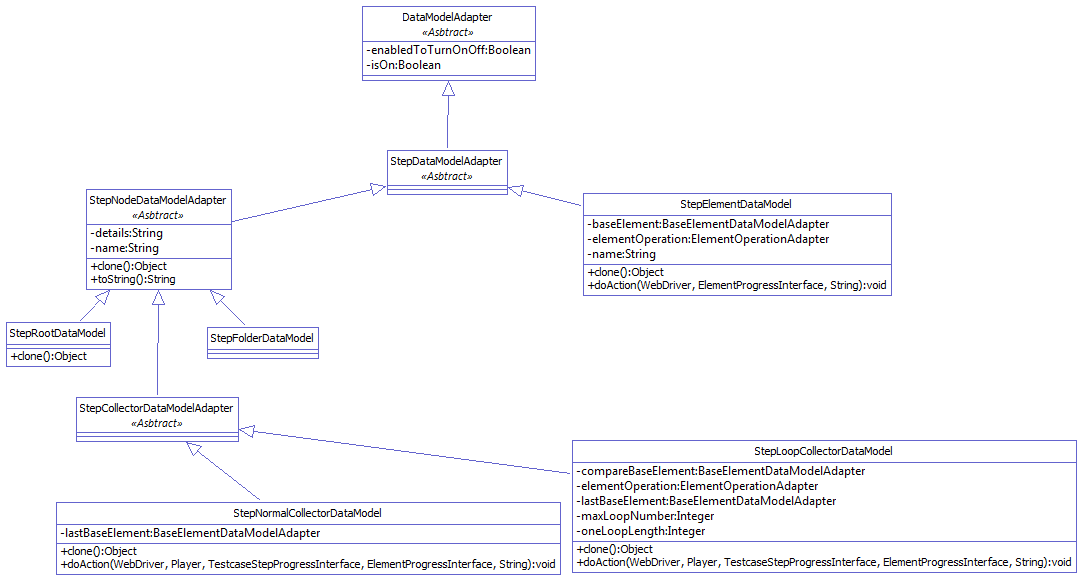 DataModelAdapter
«Asbtract»
-enabledToTurnOnOff:Boolean
-isOn:Boolean
StepDataModelAdapter
«Asbtract»
StepNodeDataModelAdapter
«Asbtract»
-details:String
-name:String
+clone():Object
+toString():String
StepElementDataModel
-baseElement:BaseElementDataModelAdapter
-elementOperation:ElementOperationAdapter
-name:String
+clone():Object
+doAction(WebDriver, ElementProgressInterface, String):void
StepRootDataModel
+clone():Object
StepFolderDataModel
StepCollectorDataModelAdapter
«Asbtract»
StepLoopCollectorDataModel
-compareBaseElement:BaseElementDataModelAdapter
-elementOperation:ElementOperationAdapter
-lastBaseElement:BaseElementDataModelAdapter
-maxLoopNumber:Integer
-oneLoopLength:Integer
+clone():Object
+doAction(WebDriver, Player, TestcaseStepProgressInterface, ElementProgressInterface, String):void
StepNormalCollectorDataModel
-lastBaseElement:BaseElementDataModelAdapter
+clone():Object
+doAction(WebDriver, Player, TestcaseStepProgressInterface, ElementProgressInterface, String):void